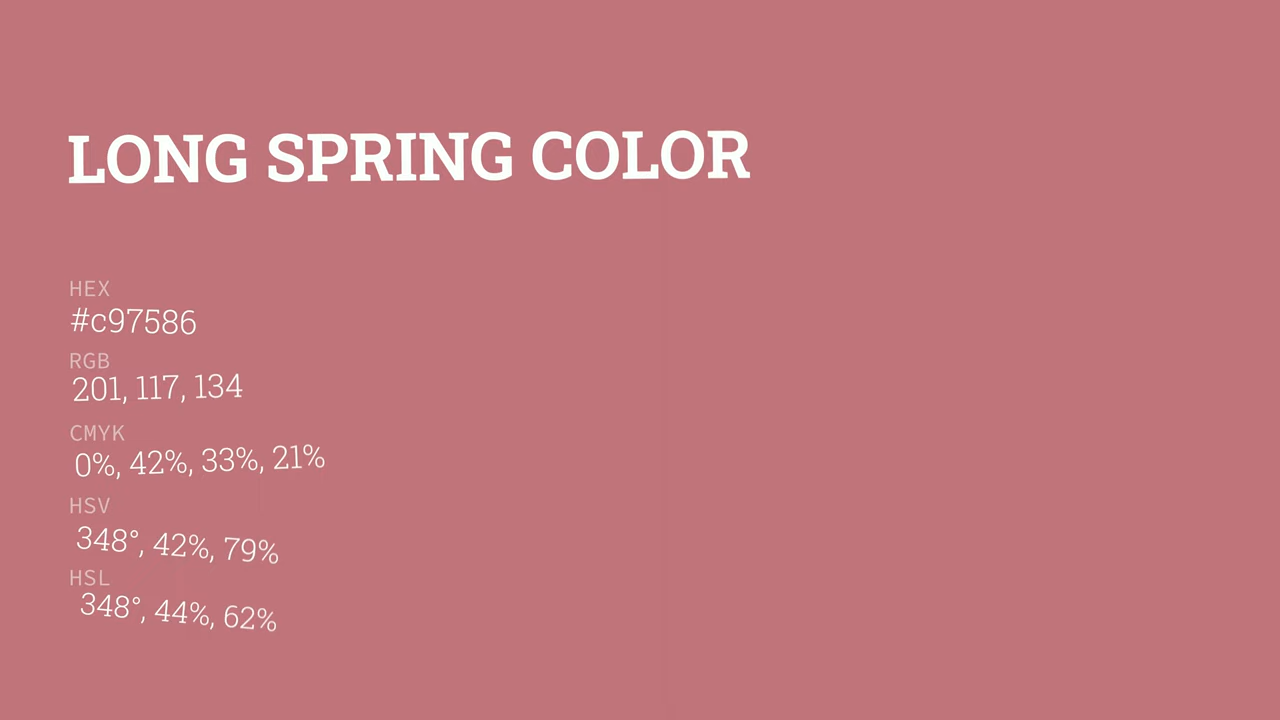 LONG SPRING COLOR
HEX
#c97586
RGB
201, 117, 134
CMYK
0%, 42%, 33%, 21%
HSV
348°, 42%, 79%
HSL
348°, 44%, 62%